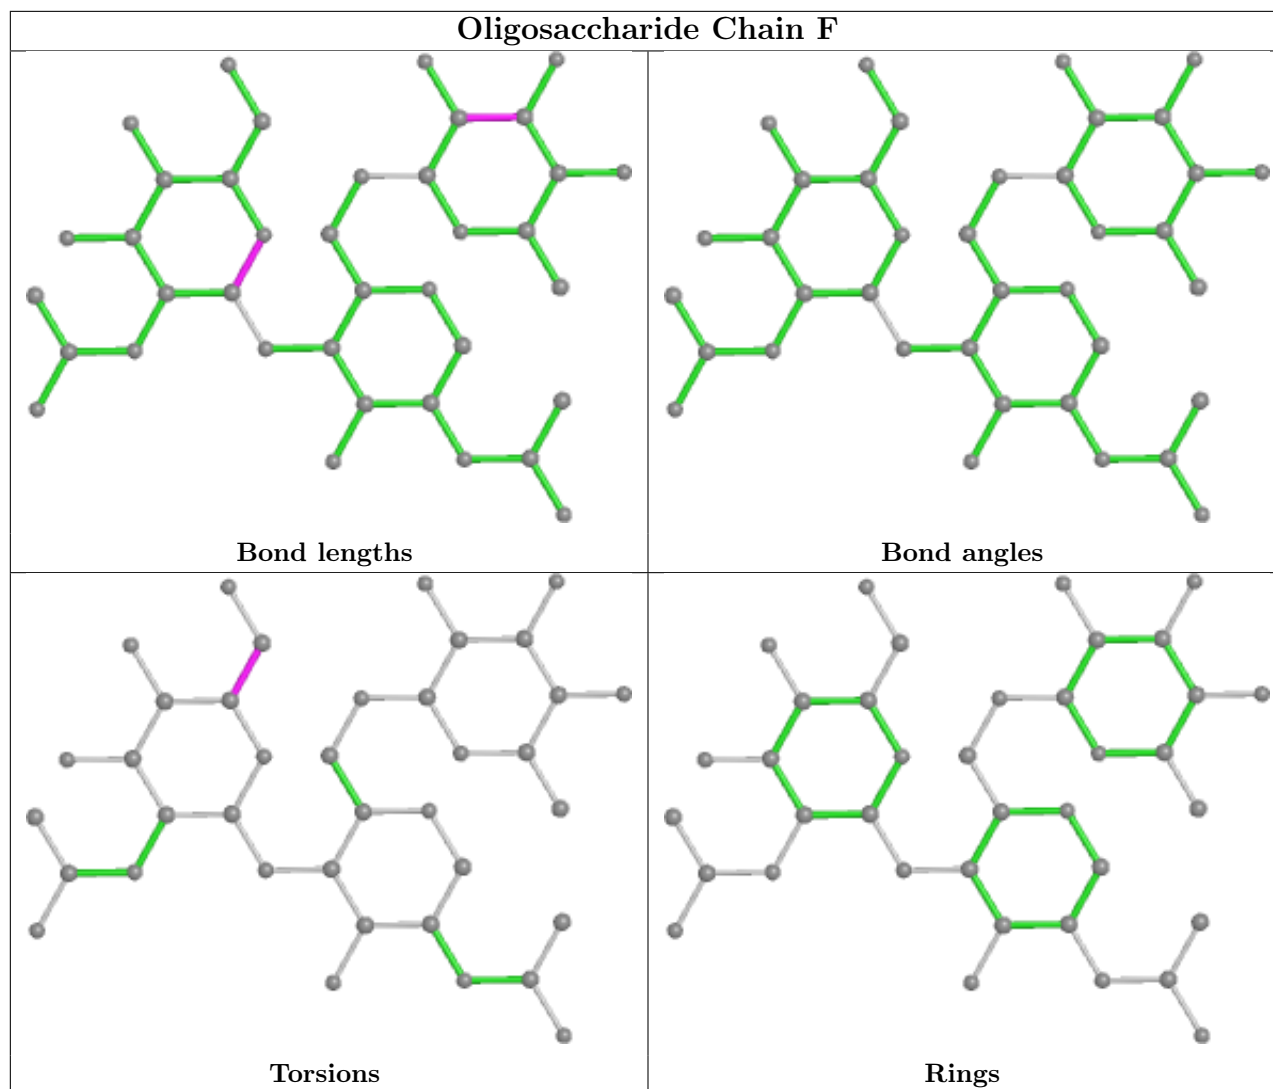 Oligosaccharide Chain F
Bond lengths
Bond angles
Torsions
Rings